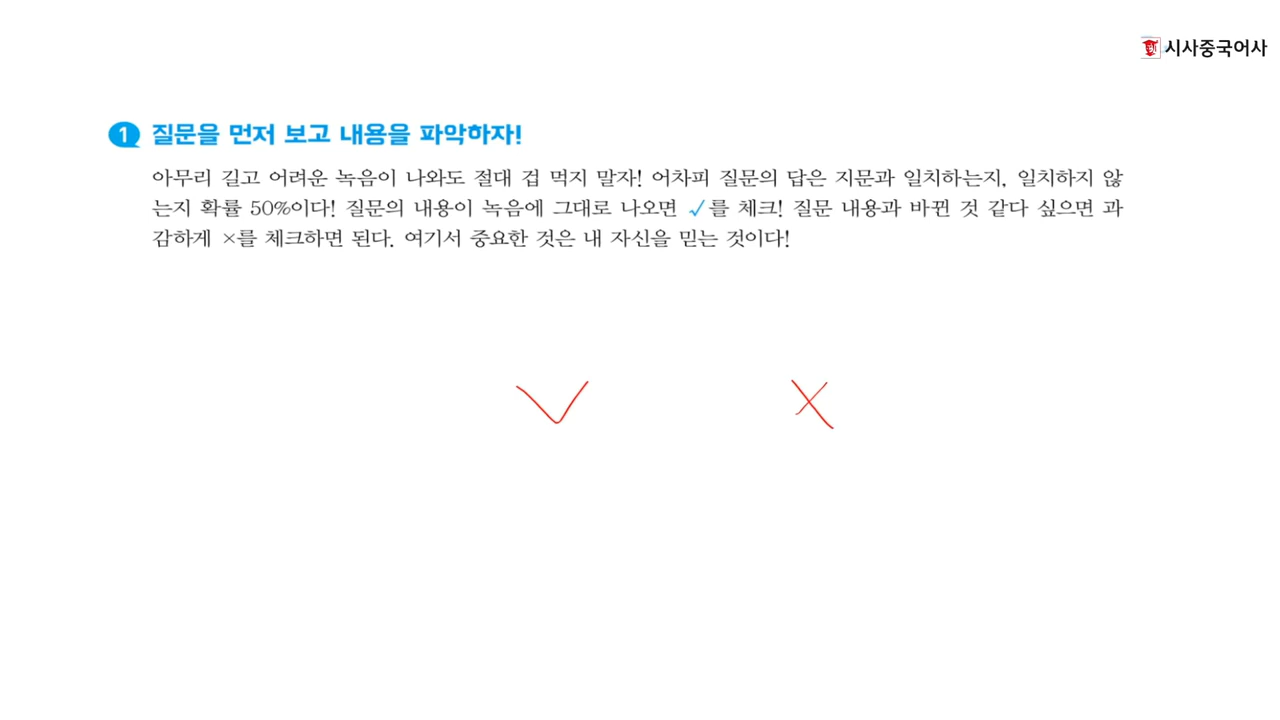 시사중국어사
1 질문을 먼저 보고 내용을 파악하자!
아무리 길고 어려운 녹음이 나와도 절대 겁 먹지 말자! 어차피 질문의 답은 지문과 일치하는지, 일치하지 않
는지 확률 50%이다! 질문의 내용이 녹음에 그대로 나오면 ✓를 체크! 질문 내용과 바뀐 것 같다 싶으면 과
감하게 ×를 체크하면 된다. 여기서 중요한 것은 내 자신을 믿는 것이다!
✓ ×